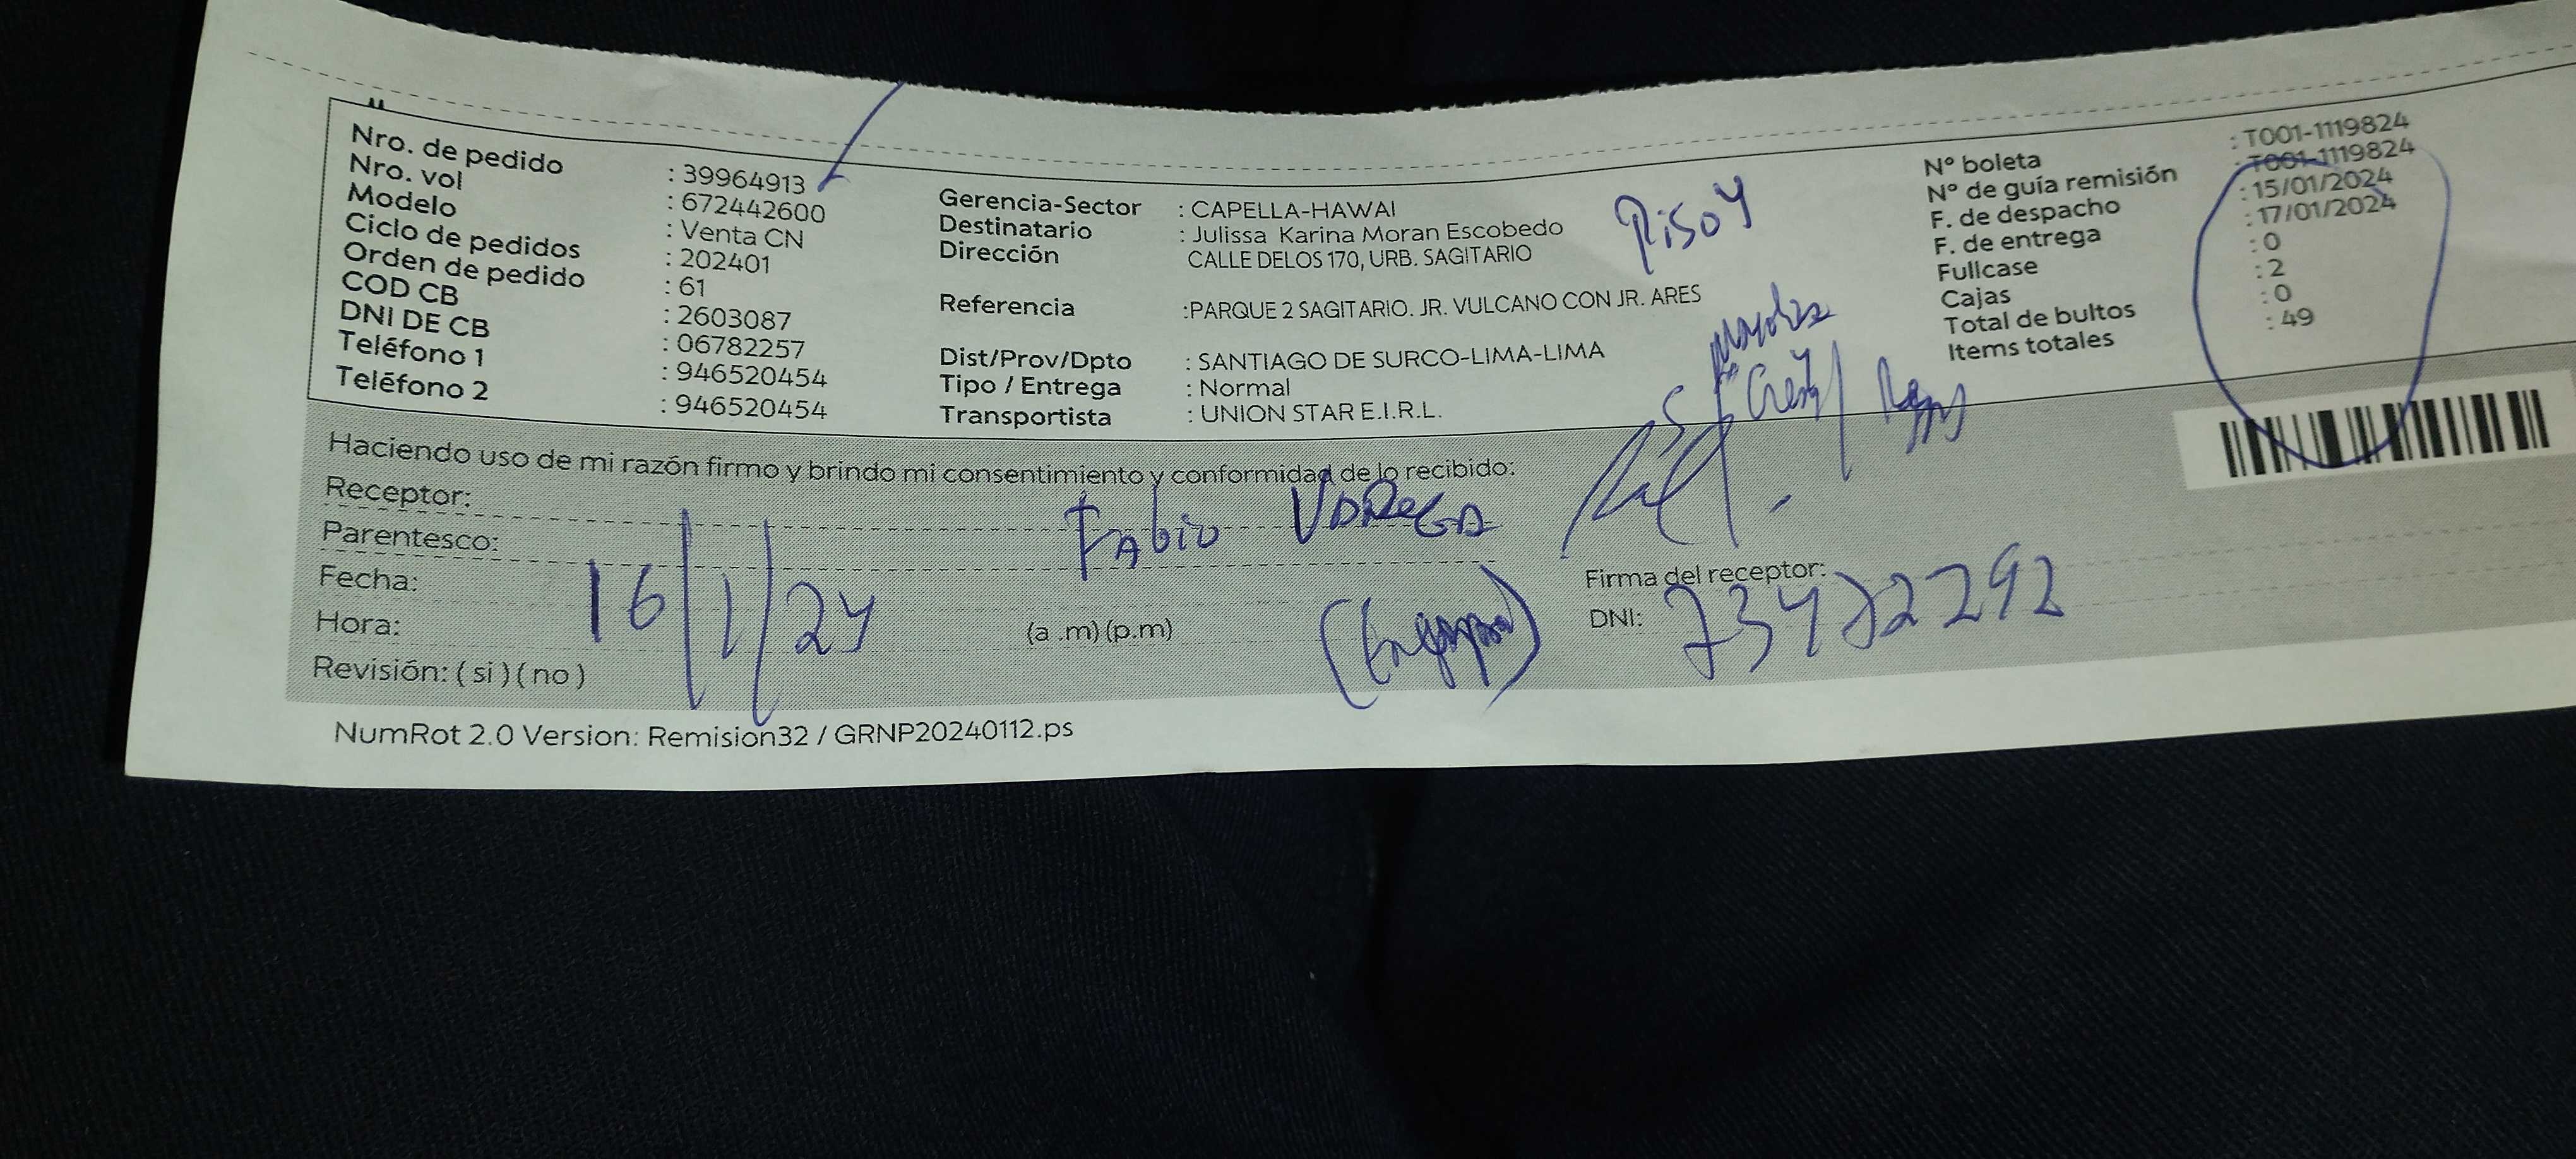 Nro. de pedido : 39964913
Nro. vol : 672442600
Modelo : Venta CN
Ciclo de pedidos : 202401
Orden de pedido : 61
COD CB : 2603087
DNI DE CB : 06782257
Teléfono 1 : 946520454
Teléfono 2 : 946520454
Gerencia-Sector : CAPELLA-HAWAI
Destinatario : Julissa Karina Moran Escobedo
Dirección CALLE DELOS 170, URB. SAGITARIO
Referencia :PARQUE 2 SAGITARIO. JR. VULCANO CON JR. ARES
Dist/Prov/Dpto : SANTIAGO DE SURCO-LIMA-LIMA
Tipo / Entrega : Normal
Transportista : UNION STAR E.I.R.L.
Piso 4
N° boleta : T001-1119824
N° de guía remisión : T001-1119824
F. de despacho : 15/01/2024
F. de entrega : 17/01/2024
Fullcase : 0
Cajas : 2
Total de bultos : 0
Items totales : 49
Haciendo uso de mi razón firmo y brindo mi consentimiento y conformidad de lo recibido:
Receptor: Fabio
Parentesco:
Fecha: 16/1/24
Hora: (a .m) (p.m)
Revisión: ( si ) ( no )
Firma del receptor:
DNI:
NumRot 2.0 Version: Remision32 / GRNP20240112.ps